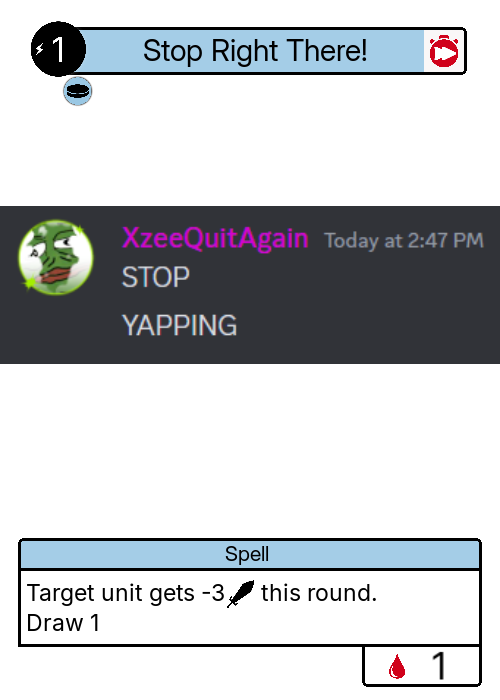 1 Stop Right There!
XzeeQuitAgain Today at 2:47 PM
STOP
YAPPING
Spell
Target unit gets -3 this round.
Draw 1
1